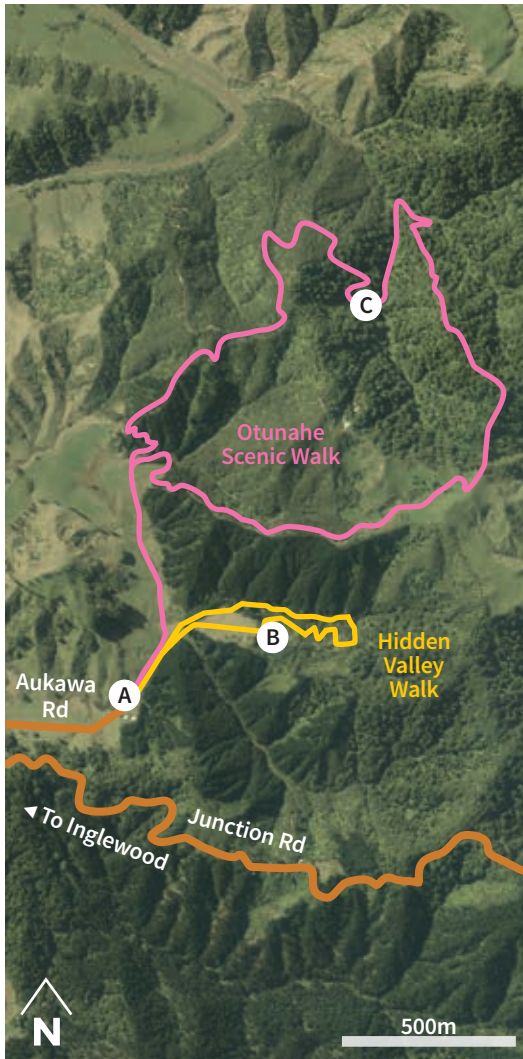 C
Otunahe
Scenic Walk
B
Hidden
Valley
Walk
Aukawa
Rd
A
Junction Rd
To Inglewood
N
500m